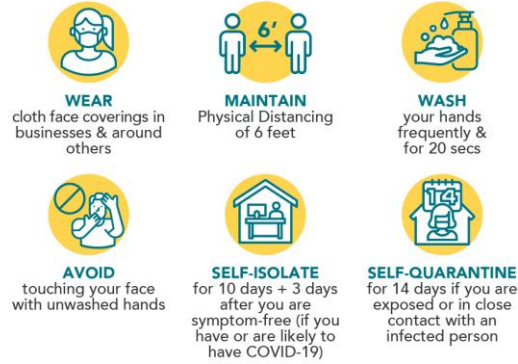 6'
WEAR
cloth face coverings in
businesses & around
others
MAINTAIN
Physical Distancing
of 6 feet
WASH
your hands
frequently &
for 20 secs
14
AVOID
touching your face
with unwashed hands
SELF-ISOLATE
for 10 days + 3 days
after you are
symptom-free (if you
have or are likely to
have COVID-19)
SELF-QUARANTINE
for 14 days if you are
exposed or in close
contact with an
infected person